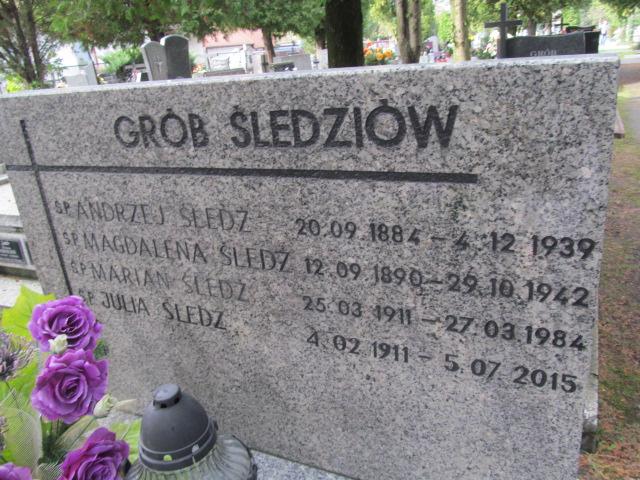 GRÓB ŚLEDZIÓW
ŚP. ANDRZEJ ŚLEDŹ 20.09.1884 – 4.12.1939
ŚP. MAGDALENA ŚLEDŹ 12.09.1890 – 29.10.1942
ŚP. MARIAN ŚLEDŹ 25.03.1911 – 27.03.1984
ŚP. JULIA ŚLEDŹ 4.02.1911 – 5.07.2015
GRÓB